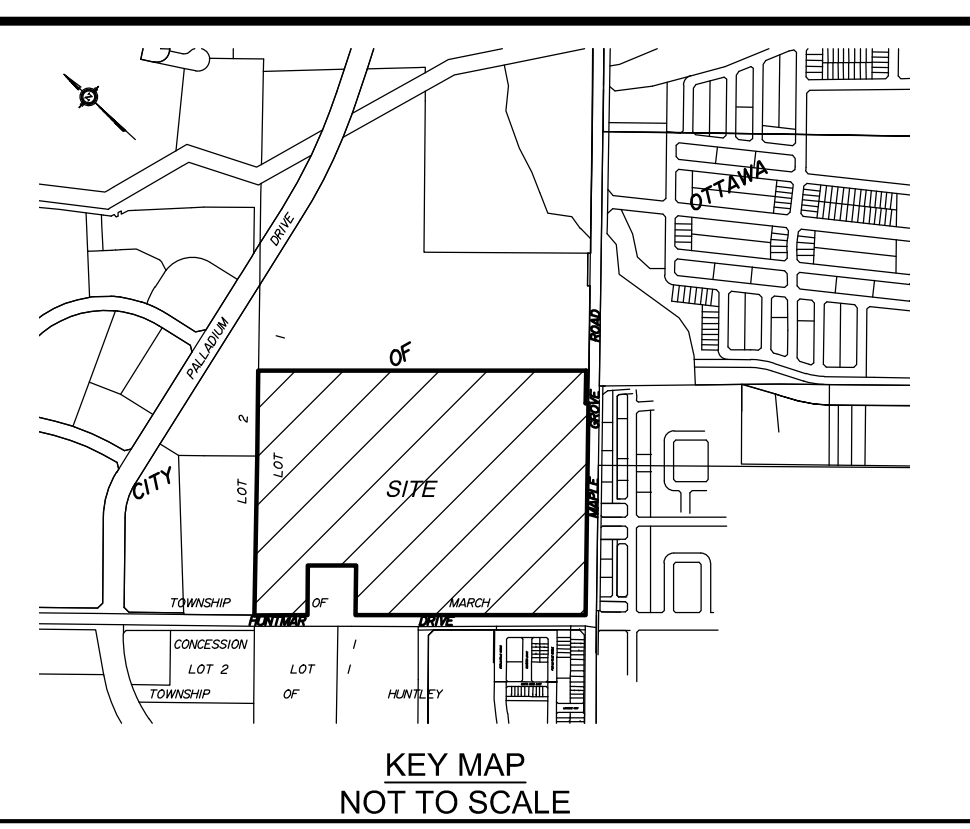 OTTAWA
DRIVE
PALLADIUM
ROAD
I
OF
GROVE
2
LOT
LOT
CITY
SITE
MAPLE
TOWNSHIP OF MARCH
HUNTMAR DRIVE
CONCESSION I
LOT 2 LOT I
TOWNSHIP OF HUNTLEY
KEY MAP
NOT TO SCALE